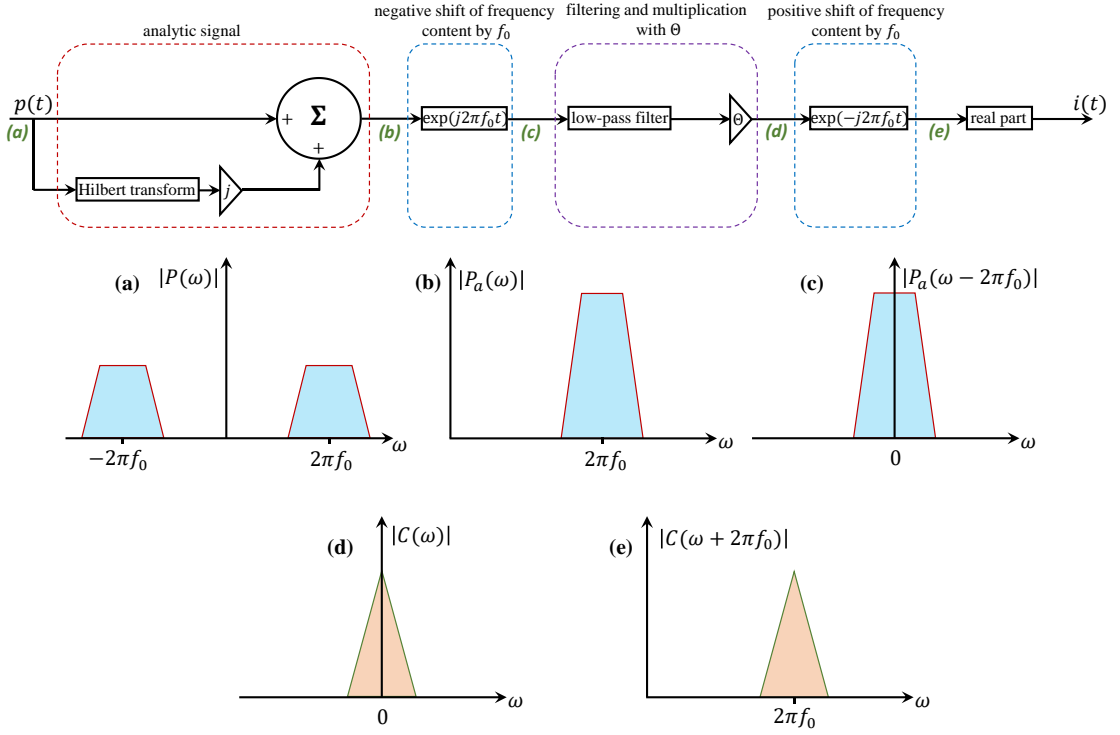 analytic signal
negative shift of frequency
content by f₀
filtering and multiplication
with Θ
positive shift of frequency
content by f₀
p(t)
(a)
+
Σ
+
Hilbert transform
j
(b)
exp(j2πf₀t)
(c)
low-pass filter
Θ
(d)
exp(−j2πf₀t)
(e)
real part
i(t)
(a)
|P(ω)|
−2πf₀
2πf₀
ω
(b)
|Pₐ(ω)|
2πf₀
ω
(c)
|Pₐ(ω − 2πf₀)|
0
ω
(d)
|C(ω)|
0
ω
(e)
|C(ω + 2πf₀)|
2πf₀
ω